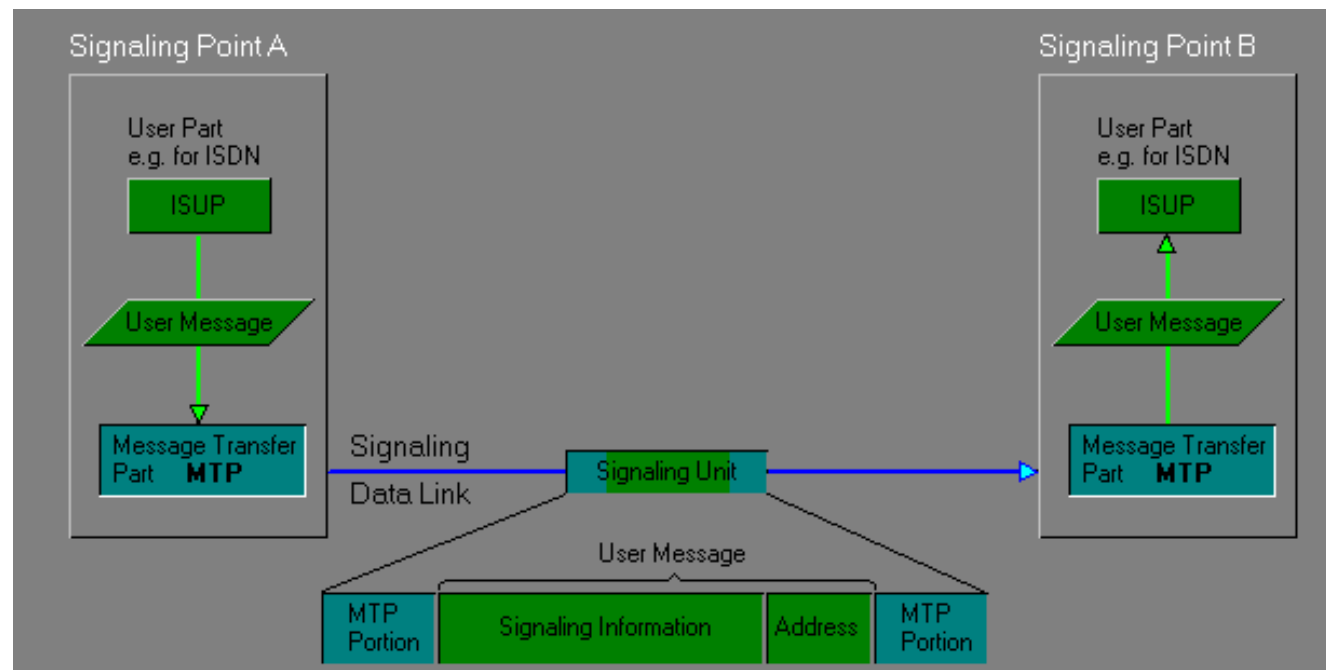 Signaling Point A
User Part
e.g. for ISDN
ISUP
User Message
Message Transfer
Part MTP
Signaling
Data Link
Signaling Unit
Signaling Point B
User Part
e.g. for ISDN
ISUP
User Message
Message Transfer
Part MTP
User Message
MTP
Portion
Signaling Information
Address
MTP
Portion